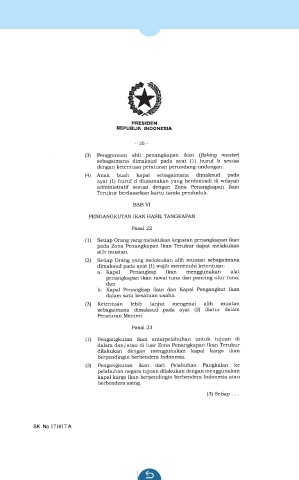 PRESIDEN
REPUBLIK INDONESIA
- 16 -
(3) Penggunaan ahli penangkapan ikan (fishing master)
sebagaimana dimaksud pada ayat (1) huruf b sesuai
dengan ketentuan peraturan perundang-undangan.
(4) Anak buah kapal sebagaimana dimaksud pada
ayat (1) huruf d diutamakan yang berdomisili di wilayah
administratif sesuai dengan Zona Penangkapan Ikan
Terukur berdasarkan kartu tanda penduduk.
BAB VI
PENGANGKUTAN IKAN HASIL TANGKAPAN
Pasal 22
(1) Setiap Orang yang melakukan kegiatan penangkapan ikan
pada Zona Penangkapan Ikan Terukur dapat melakukan
alih muatan.
(2) Setiap Orang yang melakukan alih muatan sebagaimana
dimaksud pada ayat (1) wajib memenuhi ketentuan:
a. Kapal Penangkap Ikan menggunakan alat
penangkapan ikan rawai tuna dan pancing ulur tuna;
dan
b. Kapal Penangkap Ikan dan Kapal Pengangkut Ikan
dalam satu kesatuan usaha.
(3) Ketentuan lebih lanjut mengenai alih muatan
sebagaimana dimaksud pada ayat (2) diatur dalam
Peraturan Menteri.
Pasal 23
(1) Pengangkutan ikan antarpelabuhan untuk tujuan di
dalam dan/atau di luar Zona Penangkapan Ikan Terukur
dilakukan dengan menggunakan kapal kargo ikan
berpendingin berbendera Indonesia.
(2) Pengangkutan ikan dari Pelabuhan Pangkalan ke
pelabuhan negara tujuan dilakukan dengan menggunakan
kapal kargo ikan berpendingin berbendera Indonesia atau
berbendera asing.
(3) Setiap . . .
SK No 171617 A